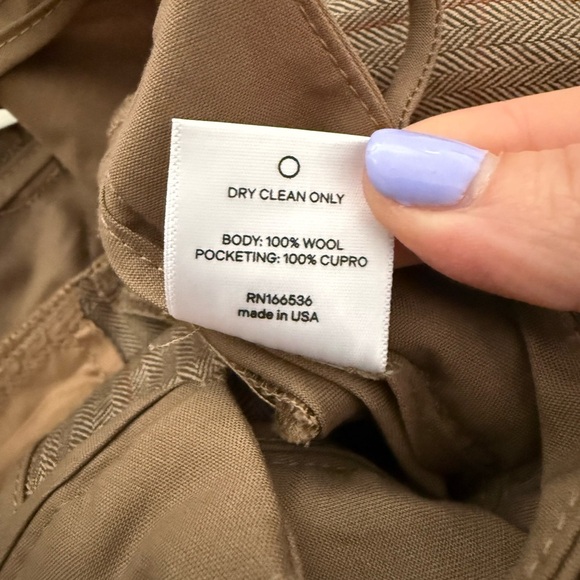 DRY CLEAN ONLY
BODY: 100% WOOL
POCKETING: 100% CUPRO
RN166536
made in USA